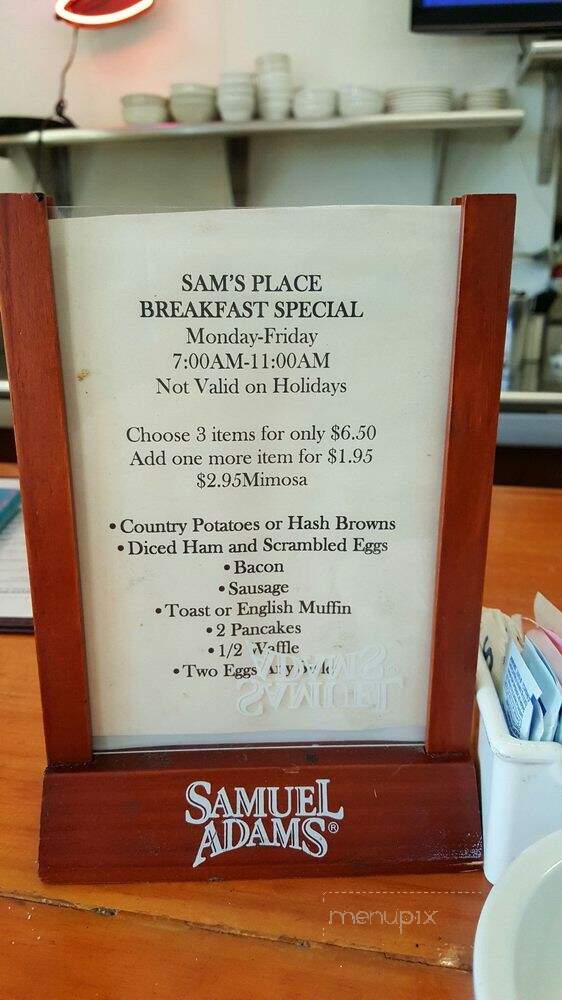 SAM'S PLACE
BREAKFAST SPECIAL
Monday-Friday
7:00AM-11:00AM
Not Valid on Holidays
Choose 3 items for only $6.50
Add one more item for $1.95
$2.95Mimosa
• Country Potatoes or Hash Browns
• Diced Ham and Scrambled Eggs
• Bacon
• Sausage
• Toast or English Muffin
• 2 Pancakes
• 1/2 Waffle
• Two Eggs Any Style
SAMUEL
ADAMS®
menupix